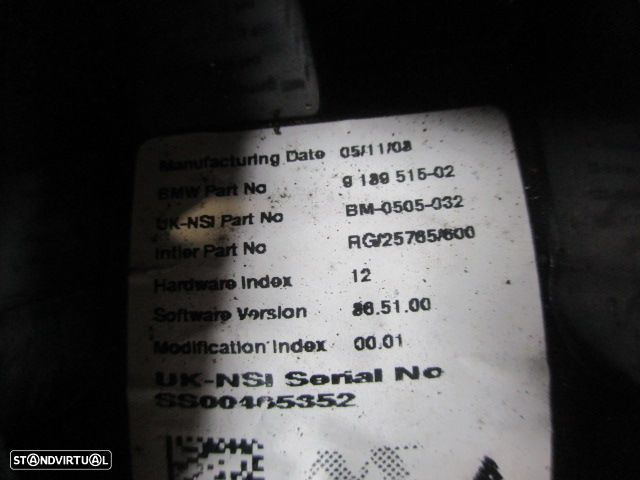 Manufacturing Date 05/11/08
BMW Part No 9 189 515-02
UK-NSI Part No BM-0505-032
Intier Part No RG/25765/600
Hardware Index 12
Software Version 86.51.00
Modification Index 00.01
UK-NSI Serial No
SS00465352
STANDVIRTUAL